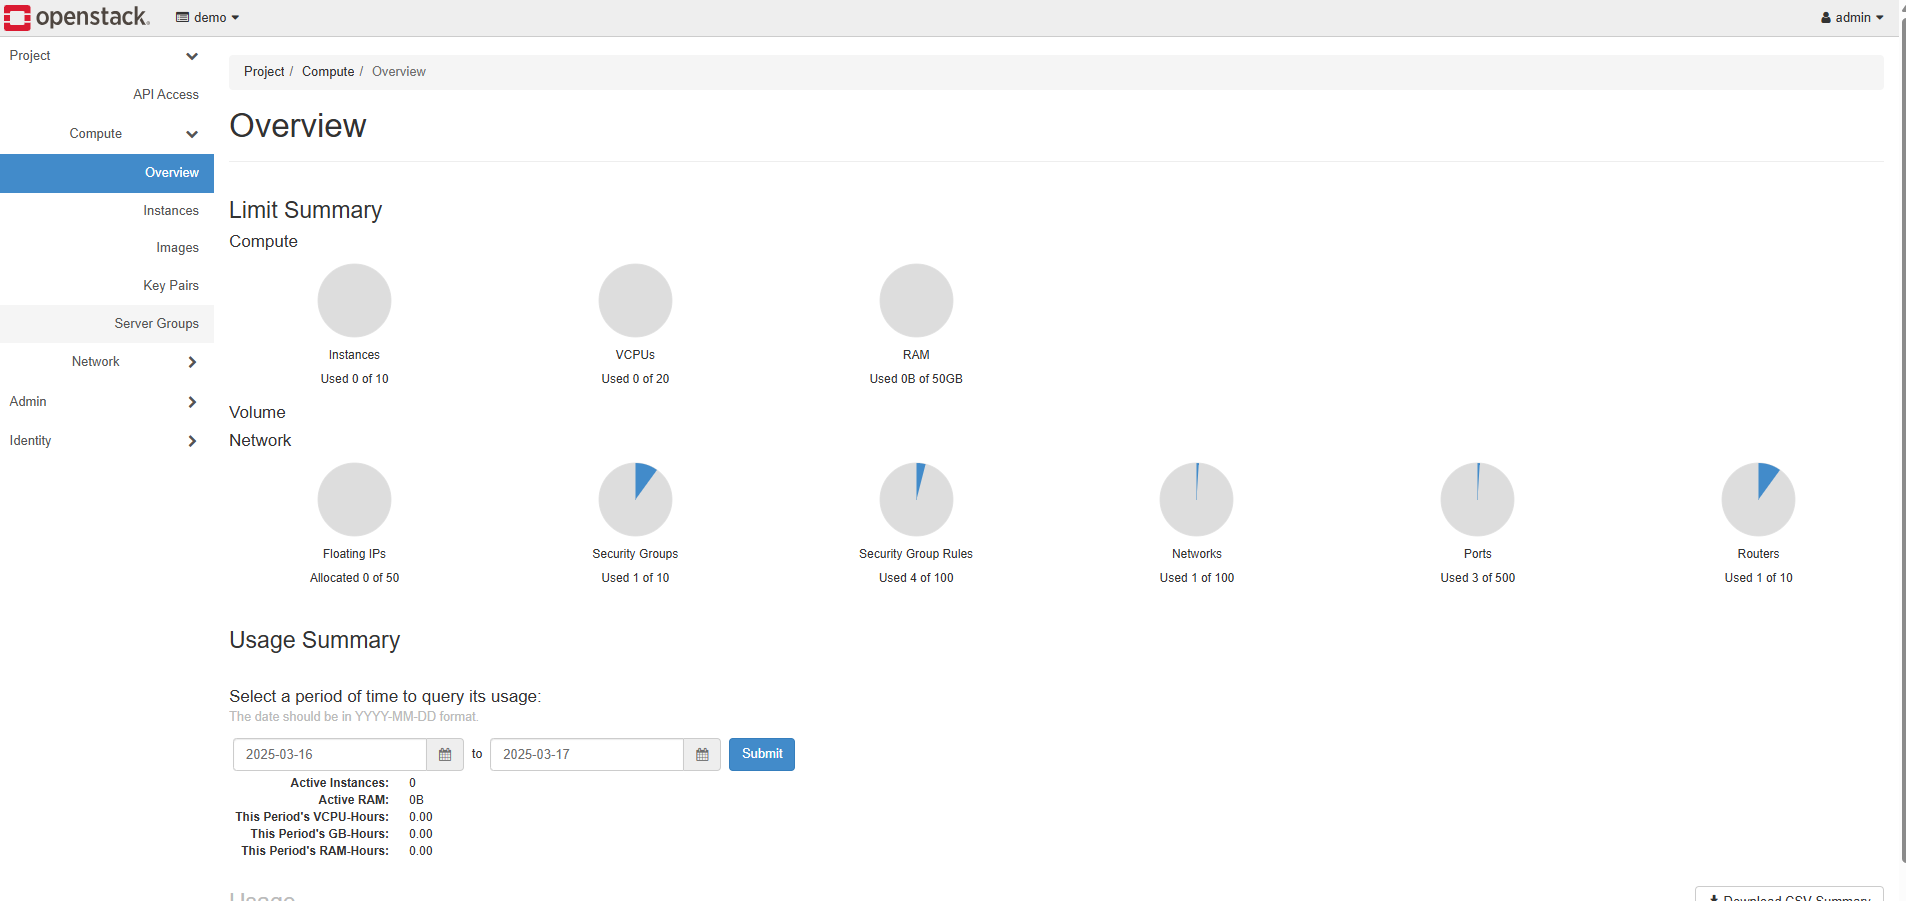 openstack.
demo
admin
Project
API Access
Compute
Overview
Instances
Images
Key Pairs
Server Groups
Network
Admin
Identity
Project / Compute / Overview
Overview
Limit Summary
Compute
Instances
Used 0 of 10
VCPUs
Used 0 of 20
RAM
Used 0B of 50GB
Volume
Network
Floating IPs
Allocated 0 of 50
Security Groups
Used 1 of 10
Security Group Rules
Used 4 of 100
Networks
Used 1 of 100
Ports
Used 3 of 500
Routers
Used 1 of 10
Usage Summary
Select a period of time to query its usage:
The date should be in YYYY-MM-DD format.
2025-03-16 to 2025-03-17 Submit
Active Instances: 0
Active RAM: 0B
This Period's VCPU-Hours: 0.00
This Period's GB-Hours: 0.00
This Period's RAM-Hours: 0.00
Usage
Download CSV Summary